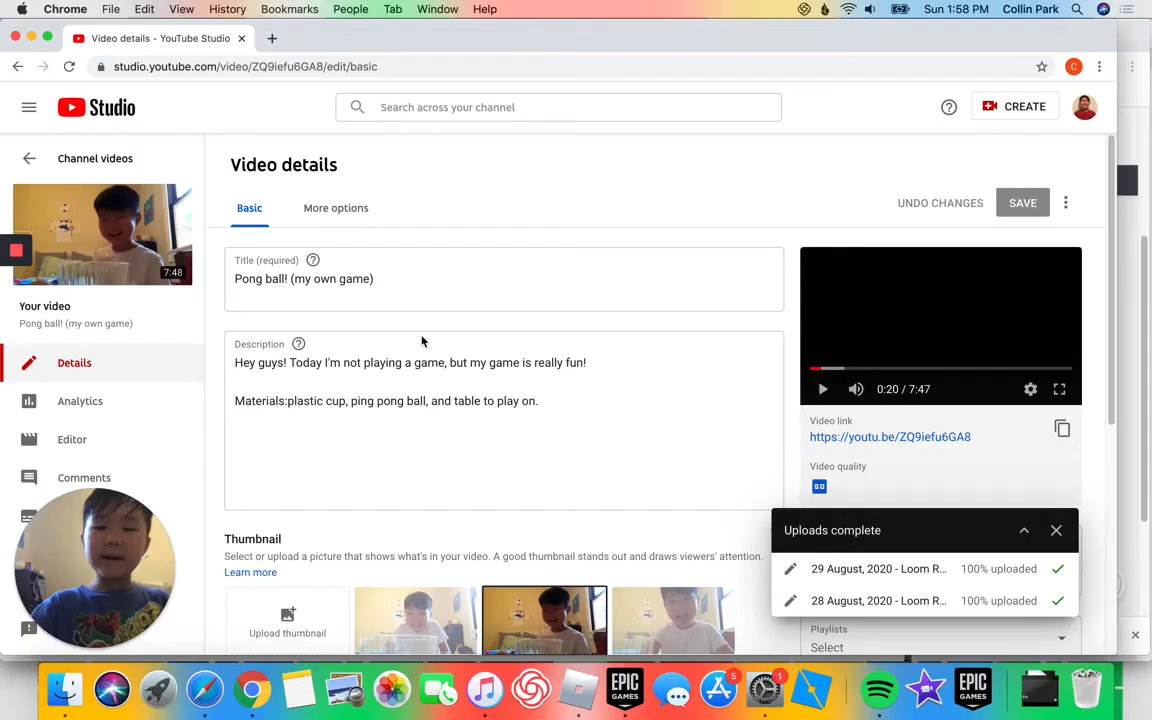 Chrome File Edit View History Bookmarks People Tab Window Help Sun 1:58 PM Collin Park
Video details - YouTube Studio
studio.youtube.com/video/ZQ9iefu6GA8/edit/basic
Studio
Search across your channel
CREATE
Channel videos
Video details
Basic
More options
UNDO CHANGES
SAVE
7:48
Your video
Pong ball! (my own game)
Details
Analytics
Editor
Comments
Title (required)
Pong ball! (my own game)
Description
Hey guys! Today I'm not playing a game, but my game is really fun!
Materials:plastic cup, ping pong ball, and table to play on.
Thumbnail
Select or upload a picture that shows what's in your video. A good thumbnail stands out and draws viewers' attention.
Learn more
Upload thumbnail
0:20 / 7:47
Video link
https://youtu.be/ZQ9iefu6GA8
Video quality
SD
Uploads complete
29 August, 2020 - Loom R... 100% uploaded
28 August, 2020 - Loom R... 100% uploaded
Playlists
Select
EPIC
GAMES
5
1
EPIC
GAMES